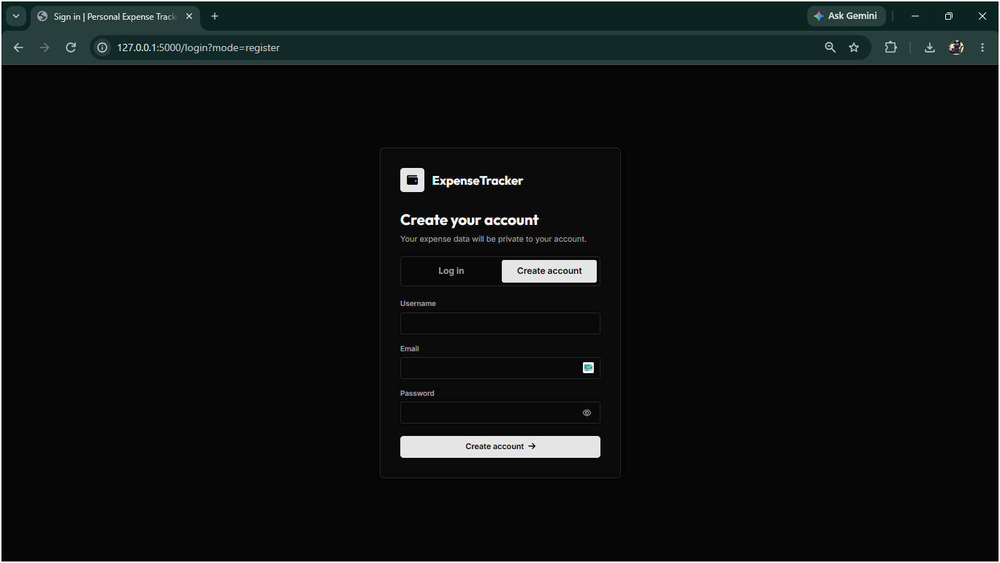 Sign in | Personal Expense Track
Ask Gemini
127.0.0.1:5000/login?mode=register
ExpenseTracker
Create your account
Your expense data will be private to your account.
Log in
Create account
Username
Email
Password
Create account →